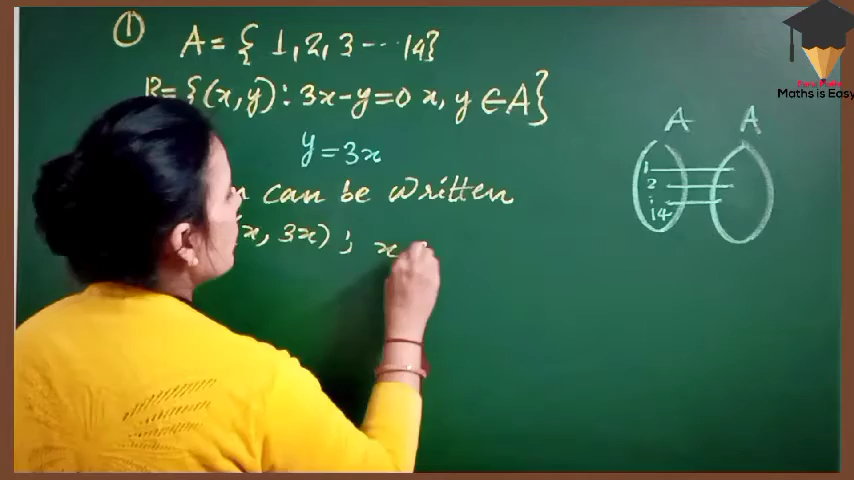 ①
A = { 1, 2, 3 --- 14}
R = {(x, y) : 3x - y = 0 x, y ∈ A}
y = 3x
can be written
x, 3x) ; x
A A
1
2
:
14
Maths is Easy